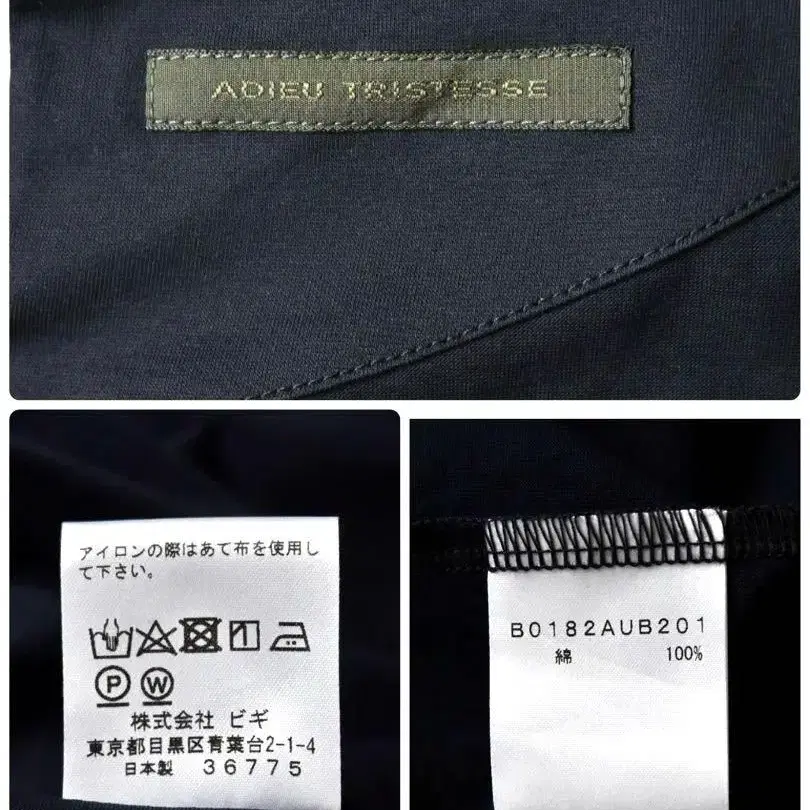 ADIEU TRISTESSE
アイロンの際はあて布を使用し
て下さい。
P W
株式会社 ビギ
東京都目黒区青葉台2-1-4
日本製 36775
B0182AUB201
綿 100%